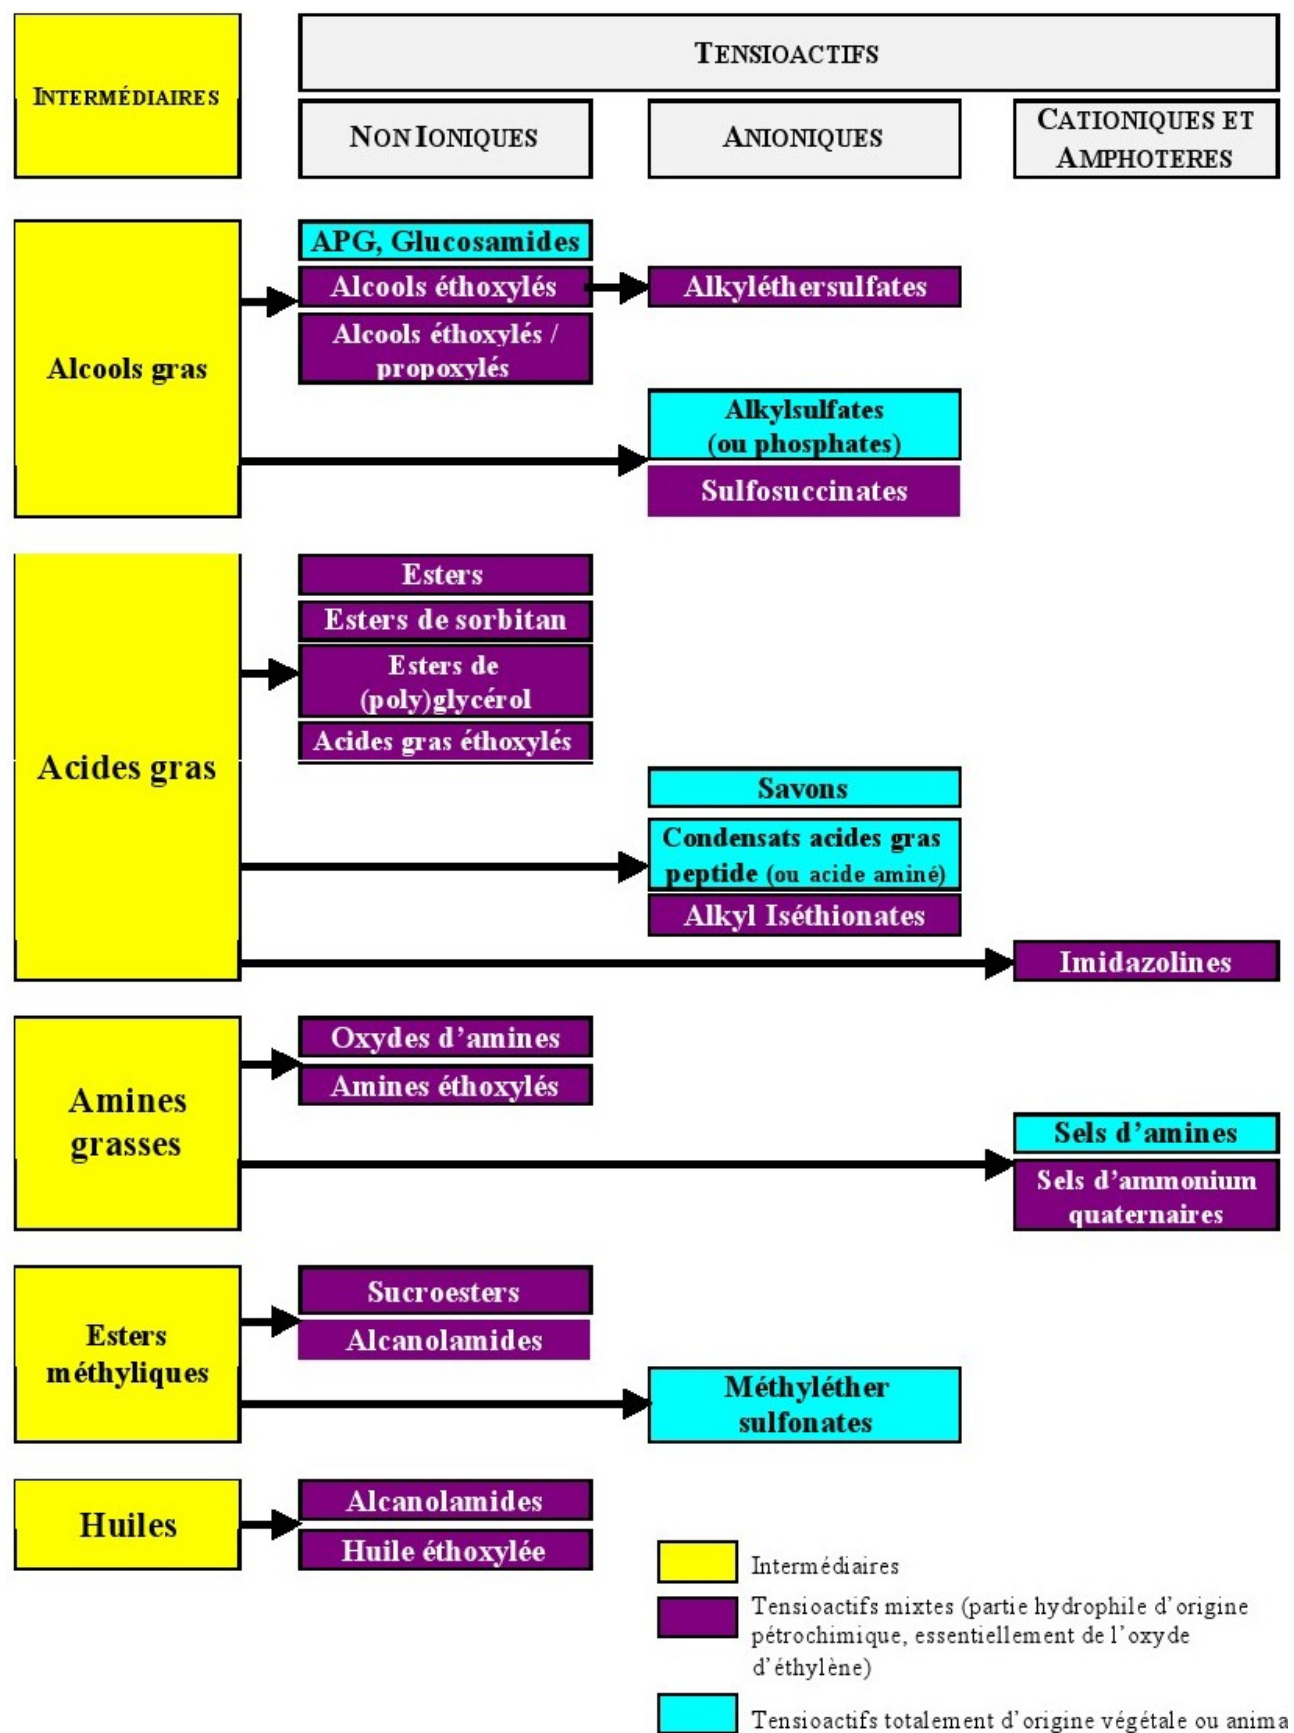 INTERMÉDIAIRES
TENSIOACTIFS
NON IONIQUES
ANIONIQUES
CATIONIQUES ET
AMPHOTERES
Alcools gras
APG, Glucosamides
Alcools éthoxylés
Alkyléthersulfates
Alcools éthoxylés /
propoxylés
Alkylsulfates
(ou phosphates)
Sulfosuccinates
Acides gras
Esters
Esters de sorbitan
Esters de
(poly)glycérol
Acides gras éthoxylés
Savons
Condensats acides gras
peptide (ou acide aminé)
Alkyl Iséthionates
Imidazolines
Amines
grasses
Oxydes d'amines
Amines éthoxylés
Sels d'amines
Sels d'ammonium
quaternaires
Esters
méthyliques
Sucroesters
Alcanolamides
Méthyléther
sulfonates
Huiles
Alcanolamides
Huile éthoxylée
Intermédiaires
Tensioactifs mixtes (partie hydrophile d'origine
pétrochimique, essentiellement de l'oxyde
d'éthylène)
Tensioactifs totalement d'origine végétale ou anima